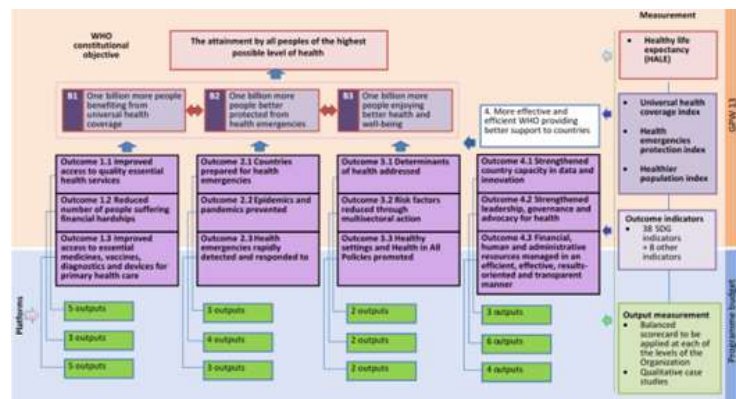 Measurement
WHO
constitutional
objective
The attainment by all peoples of the highest
possible level of health
• Healthy life
expectancy
(HALE)
GPW 13
B1
One billion more people
benefiting from
universal health
coverage
B2
One billion more
people better
protected from
health emergencies
B3
One billion more
people enjoying
better health and
well-being
4. More effective and
efficient WHO providing
better support to countries
• Universal health
coverage index
• Health
emergencies
protection index
• Healthier
population index
Outcome 1.1 Improved
access to quality essential
health services
Outcome 1.2 Reduced
number of people suffering
financial hardships
Outcome 1.3 Improved
access to essential
medicines, vaccines,
diagnostics and devices for
primary health care
Outcome 2.1 Countries
prepared for health
emergencies
Outcome 2.2 Epidemics and
pandemics prevented
Outcome 2.3 Health
emergencies rapidly
detected and responded to
Outcome 3.1 Determinants
of health addressed
Outcome 3.2 Risk factors
reduced through
multisectoral action
Outcome 3.3 Healthy
settings and Health in All
Policies promoted
Outcome 4.1 Strengthened
country capacity in data and
innovation
Outcome 4.2 Strengthened
leadership, governance and
advocacy for health
Outcome 4.3 Financial,
human and administrative
resources managed in an
efficient, effective, results-
oriented and transparent
manner
Outcome indicators
• 38 SDG
indicators
+ 8 other indicators
Platforms
5 outputs
3 outputs
5 outputs
3 outputs
4 outputs
3 outputs
2 outputs
2 outputs
2 outputs
3 outputs
6 outputs
4 outputs
Output measurement
• Balanced
scorecard to be
applied at each of
the levels of the
Organization
• Qualitative case
studies
Programme budget